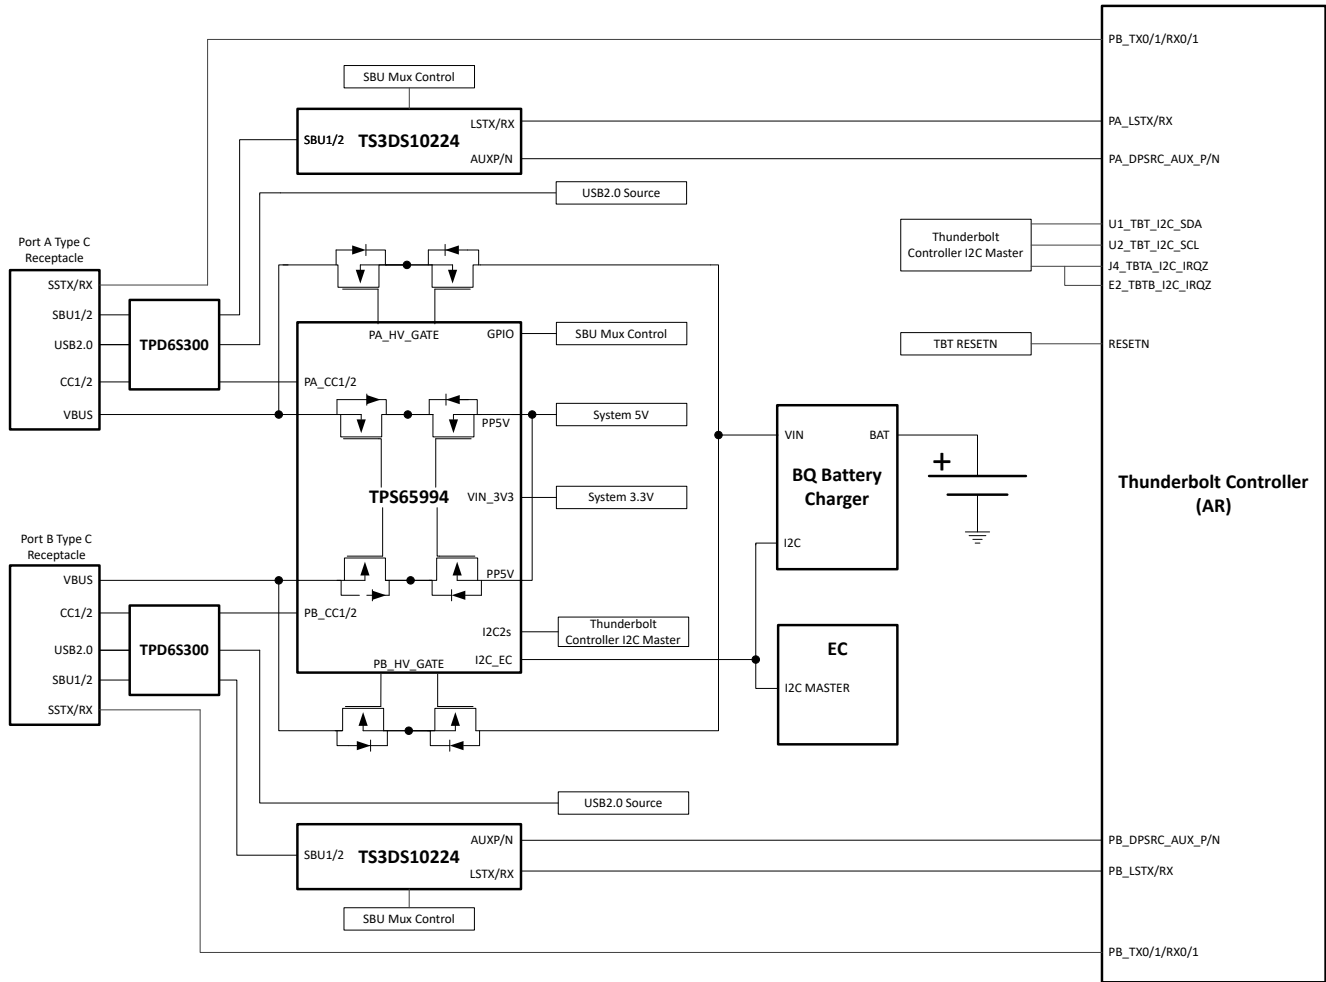 PB_TX0/1/RX0/1
SBU Mux Control
LSTX/RX
SBU1/2
TS3DS10224
AUXP/N
PA_LSTX/RX
PA_DPSRC_AUX_P/N
USB2.0 Source
Thunderbolt
Controller I2C Master
U1_TBT_I2C_SDA
U2_TBT_I2C_SCL
J4_TBTA_I2C_IRQZ
E2_TBTB_I2C_IRQZ
Port A Type C
Receptacle
SSTX/RX
SBU1/2
USB2.0
CC1/2
VBUS
TPD6S300
PA_HV_GATE
GPIO
SBU Mux Control
TBT RESETN
RESETN
PA_CC1/2
PP5V
System 5V
VIN
BAT
BQ Battery
Charger
I2C
+
TPS65994
VIN_3V3
System 3.3V
Thunderbolt Controller
(AR)
Port B Type C
Receptacle
VBUS
CC1/2
USB2.0
SBU1/2
SSTX/RX
TPD6S300
PP5V
PB_CC1/2
I2C2s
Thunderbolt
Controller I2C Master
PB_HV_GATE
I2C_EC
EC
I2C MASTER
USB2.0 Source
AUXP/N
SBU1/2
TS3DS10224
LSTX/RX
PB_DPSRC_AUX_P/N
PB_LSTX/RX
SBU Mux Control
PB_TX0/1/RX0/1